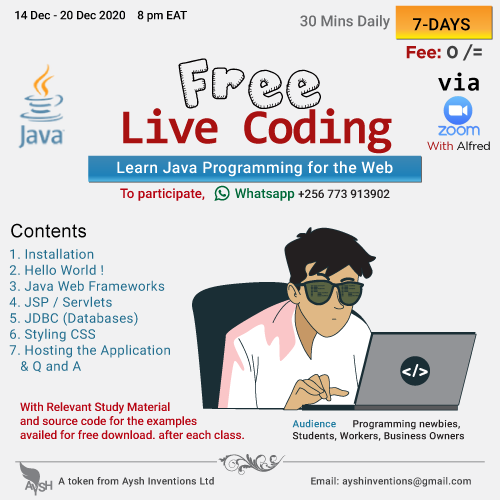 14 Dec - 20 Dec 2020 8 pm EAT
30 Mins Daily
7-DAYS
Fee: 0 /=
Free
Live Coding
Java
via
zoom
With Alfred
Learn Java Programming for the Web
To participate, Whatsapp +256 773 913902
Contents
1. Installation
2. Hello World !
3. Java Web Frameworks
4. JSP / Servlets
5. JDBC (Databases)
6. Styling CSS
7. Hosting the Application
& Q and A
</>
With Relevant Study Material
and source code for the examples
availed for free download. after each class.
Audience Programming newbies,
Students, Workers, Business Owners
AYSH
A token from Aysh Inventions Ltd
Email: ayshinventions@gmail.com